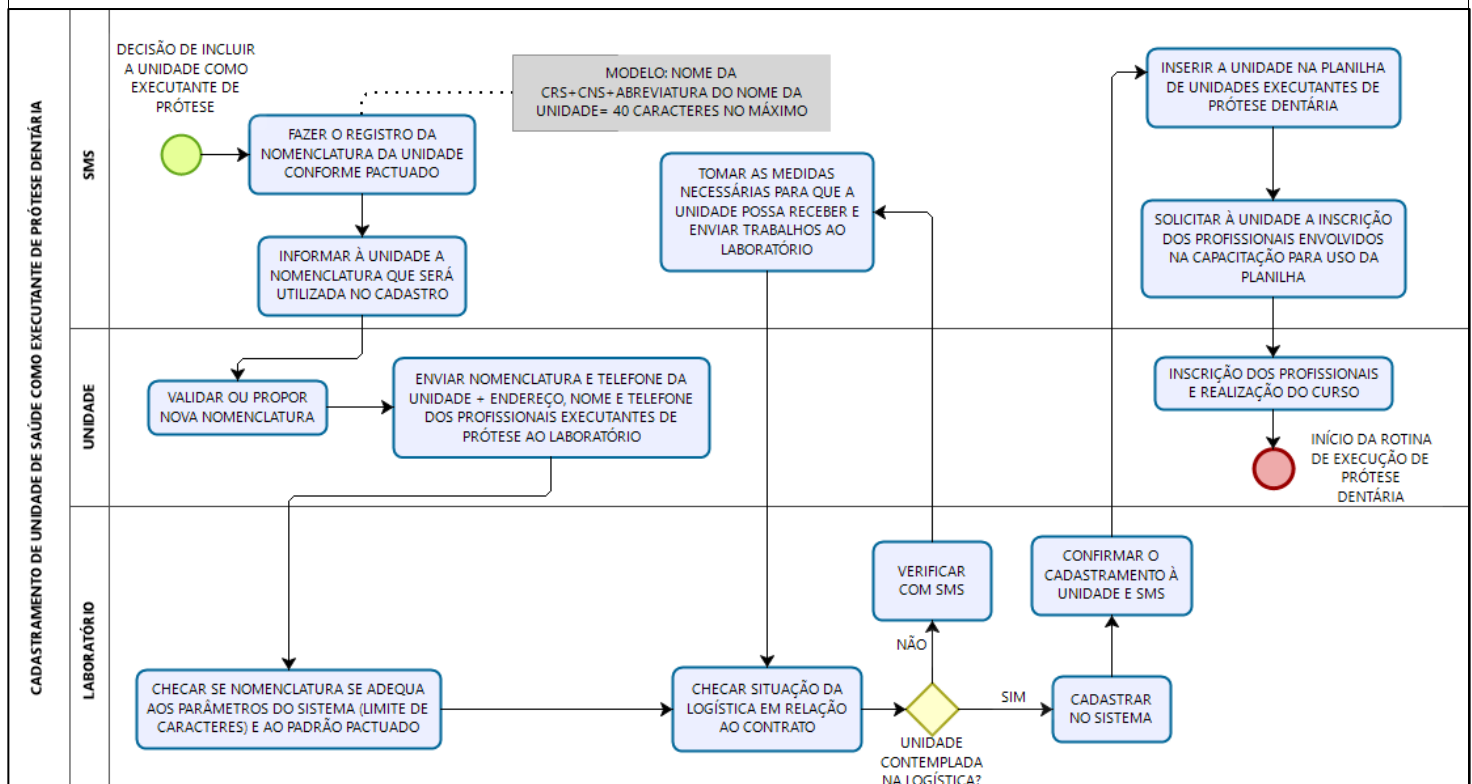 CADASTRAMENTO DE UNIDADE DE SAÚDE COMO EXECUTANTE DE PRÓTESE DENTÁRIA
SMS
DECISÃO DE INCLUIR
A UNIDADE COMO
EXECUTANTE DE
PRÓTESE
FAZER O REGISTRO DA
NOMENCLATURA DA UNIDADE
CONFORME PACTUADO
MODELO: NOME DA
CRS+CNS+ABREVIATURA DO NOME DA
UNIDADE= 40 CARACTERES NO MÁXIMO
INFORMAR À UNIDADE A
NOMENCLATURA QUE SERÁ
UTILIZADA NO CADASTRO
TOMAR AS MEDIDAS
NECESSÁRIAS PARA QUE A
UNIDADE POSSA RECEBER E
ENVIAR TRABALHOS AO
LABORATÓRIO
INSERIR A UNIDADE NA PLANILHA
DE UNIDADES EXECUTANTES DE
PRÓTESE DENTÁRIA
SOLICITAR À UNIDADE A INSCRIÇÃO
DOS PROFISSIONAIS ENVOLVIDOS
NA CAPACITAÇÃO PARA USO DA
PLANILHA
UNIDADE
VALIDAR OU PROPOR
NOVA NOMENCLATURA
ENVIAR NOMENCLATURA E TELEFONE DA
UNIDADE + ENDEREÇO, NOME E TELEFONE
DOS PROFISSIONAIS EXECUTANTES DE
PRÓTESE AO LABORATÓRIO
INSCRIÇÃO DOS PROFISSIONAIS
E REALIZAÇÃO DO CURSO
INÍCIO DA ROTINA
DE EXECUÇÃO DE
PRÓTESE
DENTÁRIA
LABORATÓRIO
CHECAR SE NOMENCLATURA SE ADEQUA
AOS PARÂMETROS DO SISTEMA (LIMITE DE
CARACTERES) E AO PADRÃO PACTUADO
CHECAR SITUAÇÃO DA
LOGÍSTICA EM RELAÇÃO
AO CONTRATO
UNIDADE
CONTEMPLADA
NA LOGÍSTICA?
NÃO
VERIFICAR
COM SMS
SIM
CADASTRAR
NO SISTEMA
CONFIRMAR O
CADASTRAMENTO À
UNIDADE E SMS